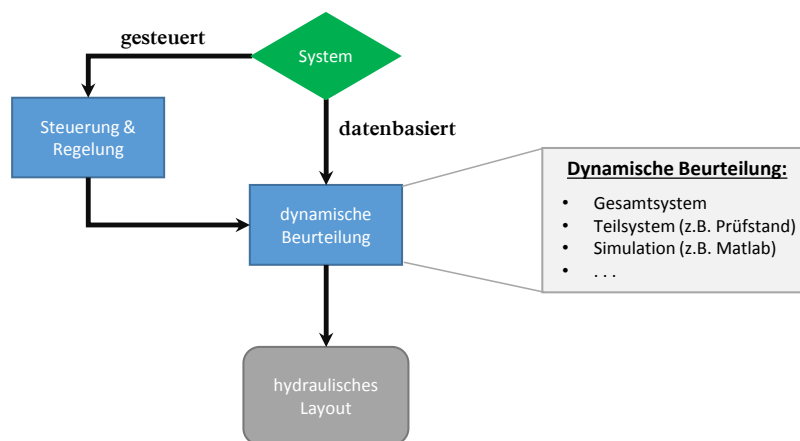 gesteuert
System
Steuerung &
Regelung
datenbasiert
dynamische
Beurteilung
Dynamische Beurteilung:
• Gesamtsystem
• Teilsystem (z.B. Prüfstand)
• Simulation (z.B. Matlab)
• . . .
hydraulisches
Layout